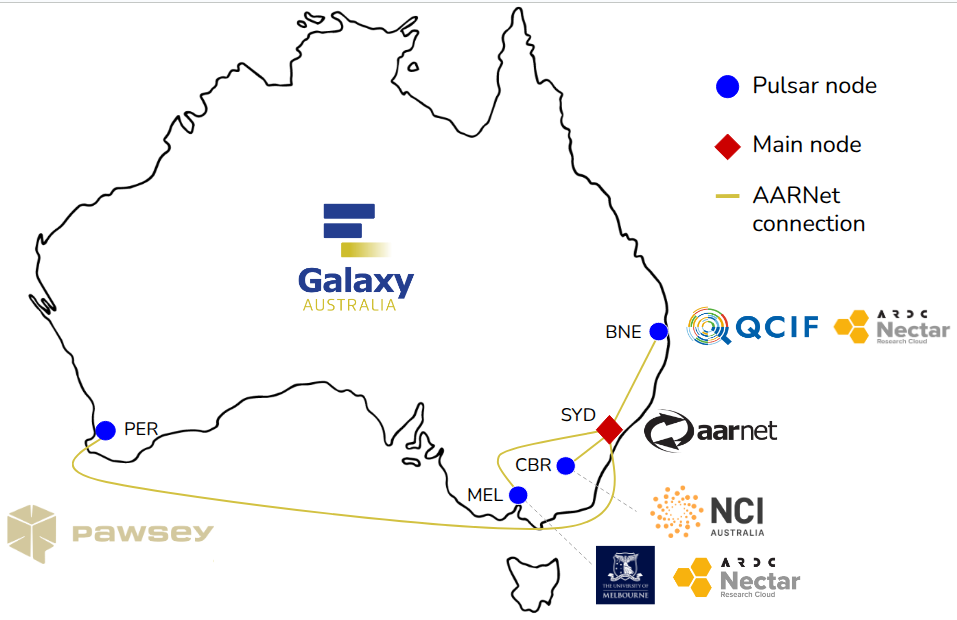 Pulsar node
Main node
AARNet
connection
Galaxy
AUSTRALIA
BNE
QCIF
ARDC
Nectar
Research Cloud
SYD
aarnet
PER
CBR
MEL
NCI
AUSTRALIA
pawsey
THE UNIVERSITY OF
MELBOURNE
ARDC
Nectar
Research Cloud